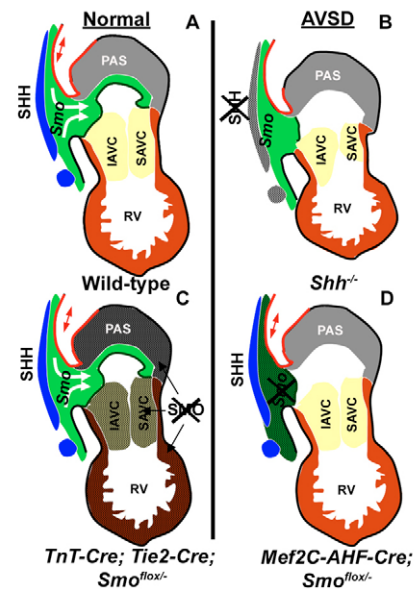 Normal
A
PAS
SHH
Smo
IAVC
SAVC
RV
Wild-type
AVSD
B
PAS
SHH
Smo
IAVC
SAVC
RV
Shh-/-
C
PAS
SHH
Smo
IAVC
SAVC
SMO
RV
TnT-Cre; Tie2-Cre;
Smoflox/-
D
PAS
SHH
Smo
IAVC
SAVC
RV
Mef2C-AHF-Cre;
Smoflox/-